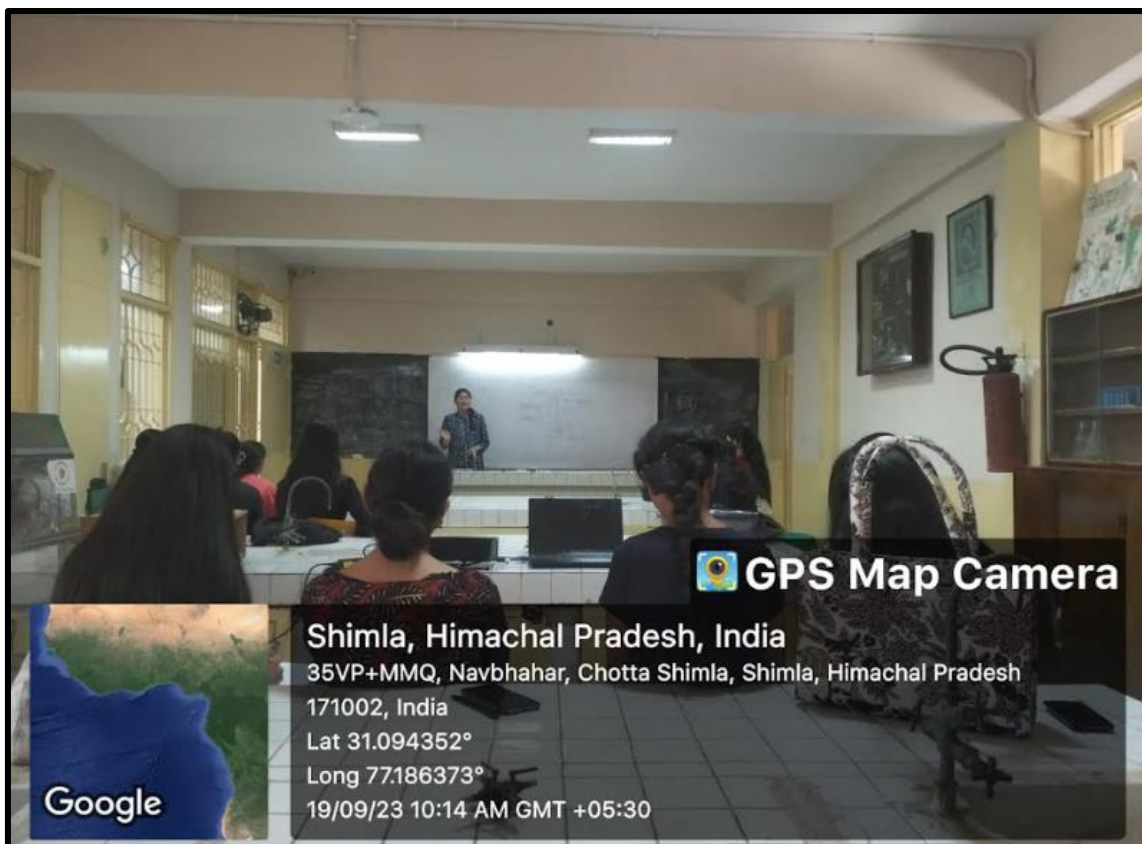 GPS Map Camera
Shimla, Himachal Pradesh, India
35VP+MMQ, Navbhahar, Chotta Shimla, Shimla, Himachal Pradesh
171002, India
Lat 31.094352°
Long 77.186373°
19/09/23 10:14 AM GMT +05:30
Google